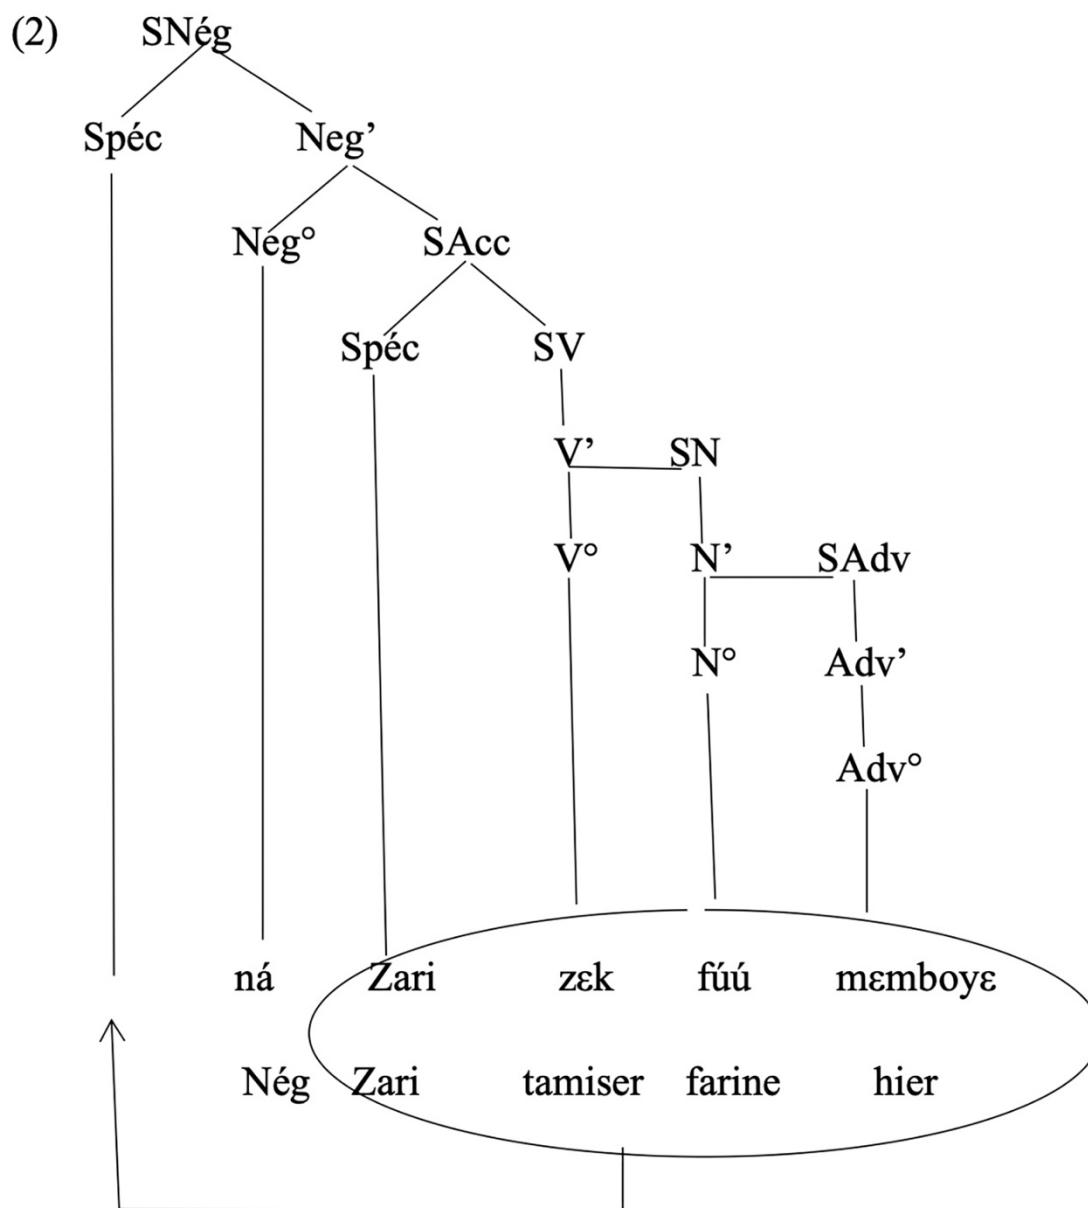 (2) SNég
Spéc Neg’
Neg° SAcc
Spéc SV
V’ SN
V° N’ SAdv
N° Adv’
Adv°
ná Zari zɛk fúú mɛmboyɛ
Nég Zari tamiser farine hier